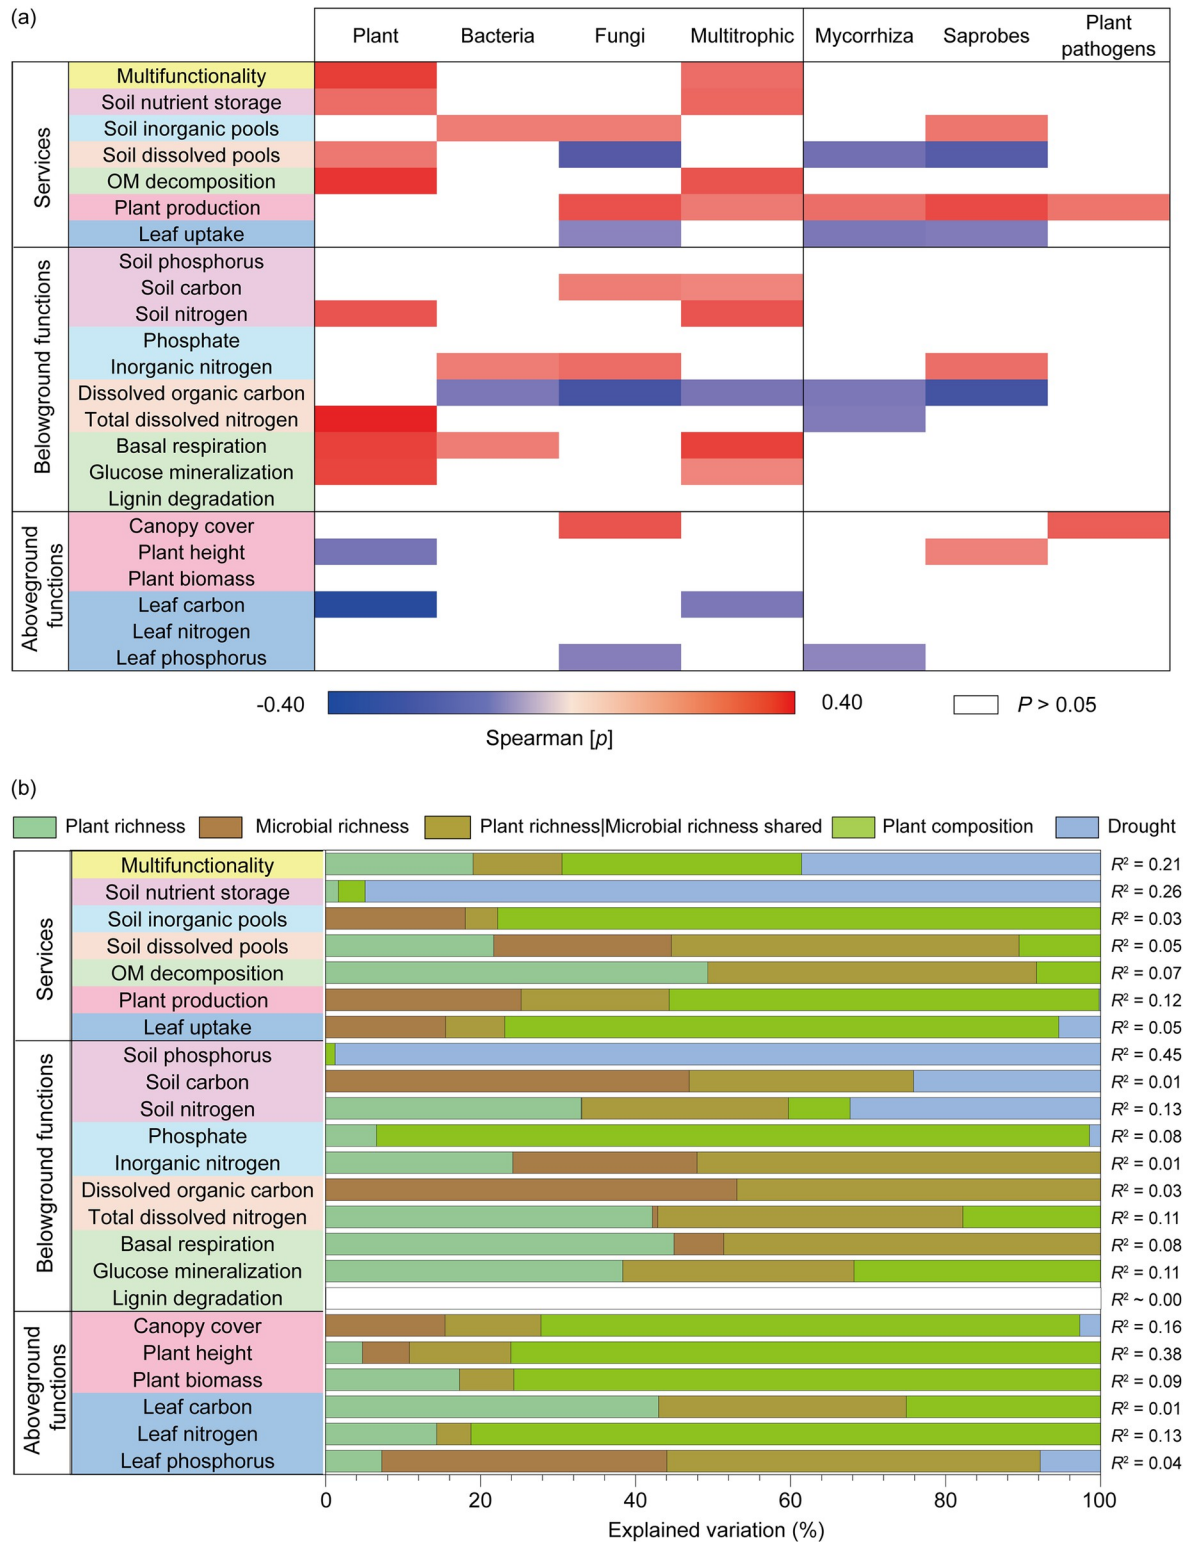 (a)
Plant Bacteria Fungi Multitrophic Mycorrhiza Saprobes Plant pathogens
Services
Multifunctionality
Soil nutrient storage
Soil inorganic pools
Soil dissolved pools
OM decomposition
Plant production
Leaf uptake
Belowground functions
Soil phosphorus
Soil carbon
Soil nitrogen
Phosphate
Inorganic nitrogen
Dissolved organic carbon
Total dissolved nitrogen
Basal respiration
Glucose mineralization
Lignin degradation
Aboveground
functions
Canopy cover
Plant height
Plant biomass
Leaf carbon
Leaf nitrogen
Leaf phosphorus
-0.40 0.40 P > 0.05
Spearman [p]
(b)
Plant richness Microbial richness Plant richness|Microbial richness shared Plant composition Drought
Services
Multifunctionality R² = 0.21
Soil nutrient storage R² = 0.26
Soil inorganic pools R² = 0.03
Soil dissolved pools R² = 0.05
OM decomposition R² = 0.07
Plant production R² = 0.12
Leaf uptake R² = 0.05
Belowground functions
Soil phosphorus R² = 0.45
Soil carbon R² = 0.01
Soil nitrogen R² = 0.13
Phosphate R² = 0.08
Inorganic nitrogen R² = 0.01
Dissolved organic carbon R² = 0.03
Total dissolved nitrogen R² = 0.11
Basal respiration R² = 0.08
Glucose mineralization R² = 0.11
Lignin degradation R² ~ 0.00
Aboveground
functions
Canopy cover R² = 0.16
Plant height R² = 0.38
Plant biomass R² = 0.09
Leaf carbon R² = 0.01
Leaf nitrogen R² = 0.13
Leaf phosphorus R² = 0.04
0 20 40 60 80 100
Explained variation (%)